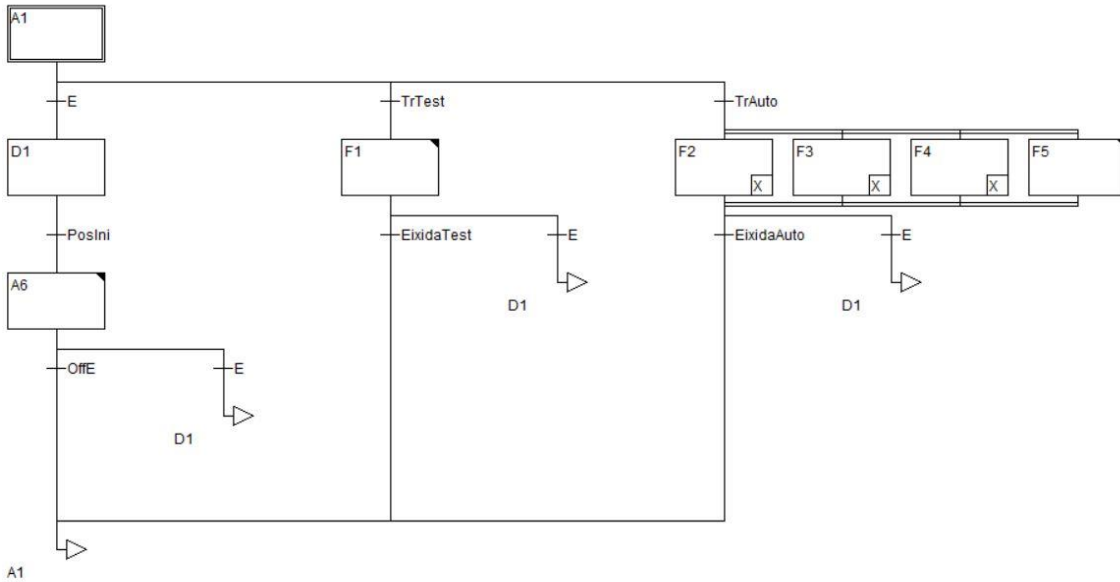 A1
E
TrTest
TrAuto
D1
F1
F2
X
F3
X
F4
X
F5
PosIni
EixidaTest
E
EixidaAuto
E
A6
D1
D1
OffE
E
D1
A1